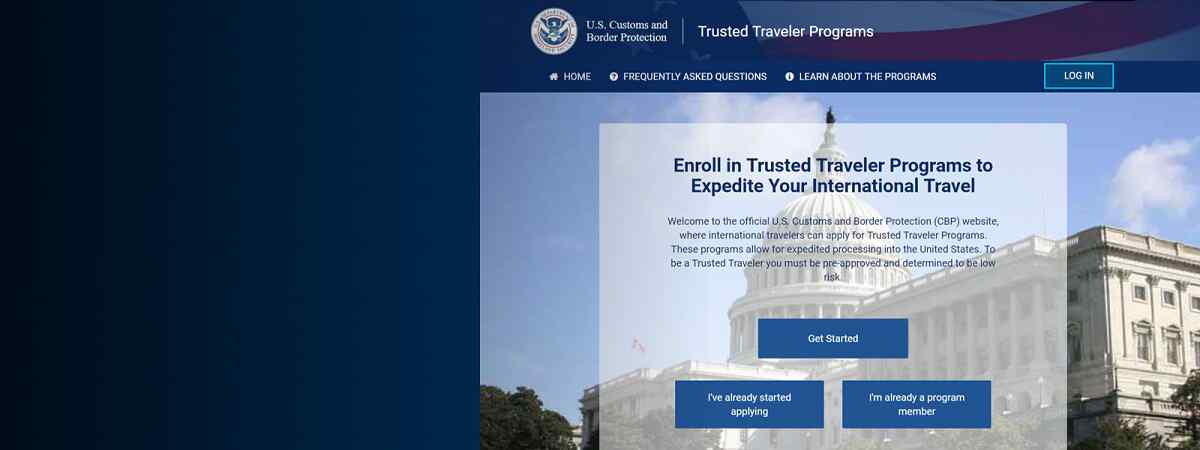 U.S. Customs and
Border Protection
Trusted Traveler Programs
HOME
FREQUENTLY ASKED QUESTIONS
LEARN ABOUT THE PROGRAMS
LOG IN
Enroll in Trusted Traveler Programs to
Expedite Your International Travel
Welcome to the official U.S. Customs and Border Protection (CBP) website,
where international travelers can apply for Trusted Traveler Programs.
These programs allow for expedited processing into the United States. To
be a Trusted Traveler you must be pre-approved and determined to be low
risk.
Get Started
I've already started
applying
I'm already a program
member